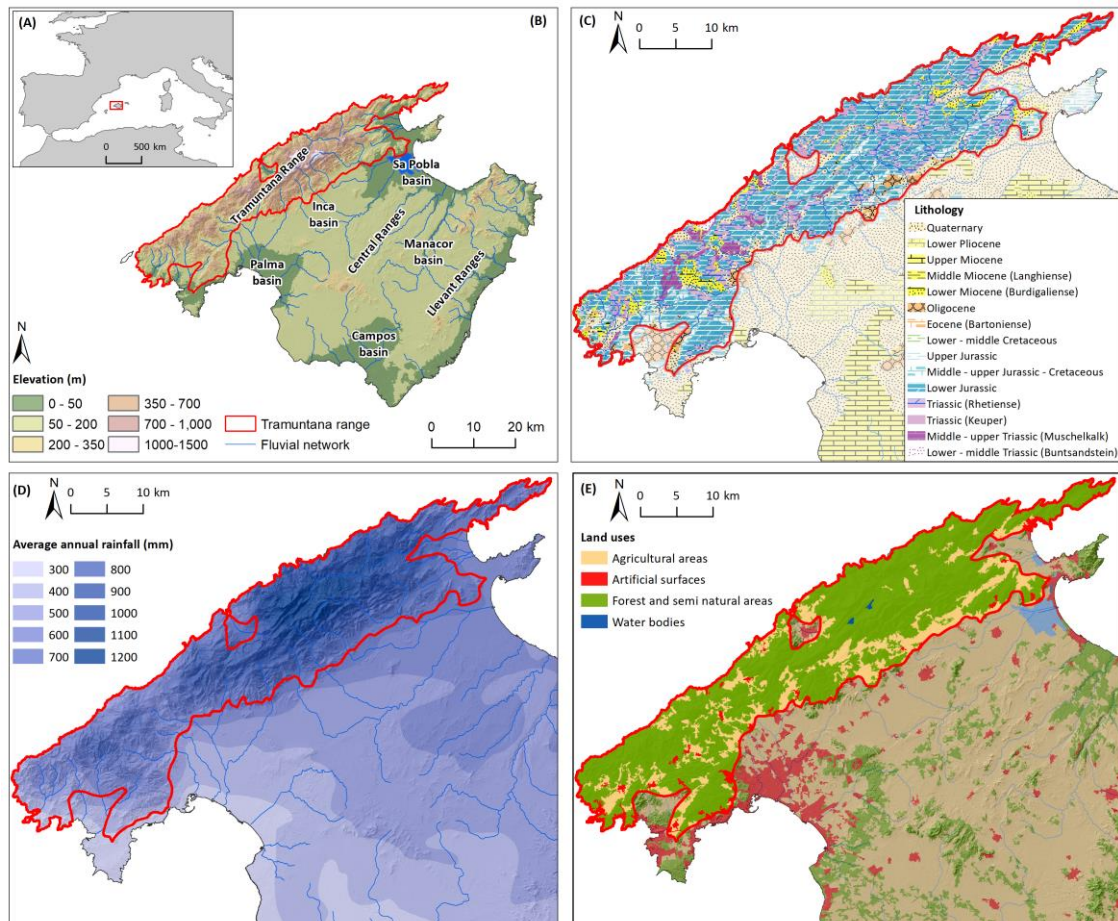 (A)
N
0 500 km
(B)
Tramuntana Range
Sa Pobla
basin
Inca
basin
Central Ranges
Manacor
basin
Llevant Ranges
Palma
basin
Campos
basin
N
Elevation (m)
0 - 50
50 - 200
200 - 350
350 - 700
700 - 1,000
1000-1500
Tramuntana range
Fluvial network
0 10 20 km
(C)
N
0 5 10 km
Lithology
Quaternary
Lower Pliocene
Upper Miocene
Middle Miocene (Langhiense)
Lower Miocene (Burdigaliense)
Oligocene
Eocene (Bartoniense)
Lower - middle Cretaceous
Upper Jurassic
Middle - upper Jurassic - Cretaceous
Lower Jurassic
Triassic (Rhetiense)
Triassic (Keuper)
Middle - upper Triassic (Muschelkalk)
Lower - middle Triassic (Buntsandstein)
(D)
N
0 5 10 km
Average annual rainfall (mm)
300 800
400 900
500 1000
600 1100
700 1200
(E)
N
0 5 10 km
Land uses
Agricultural areas
Artificial surfaces
Forest and semi natural areas
Water bodies